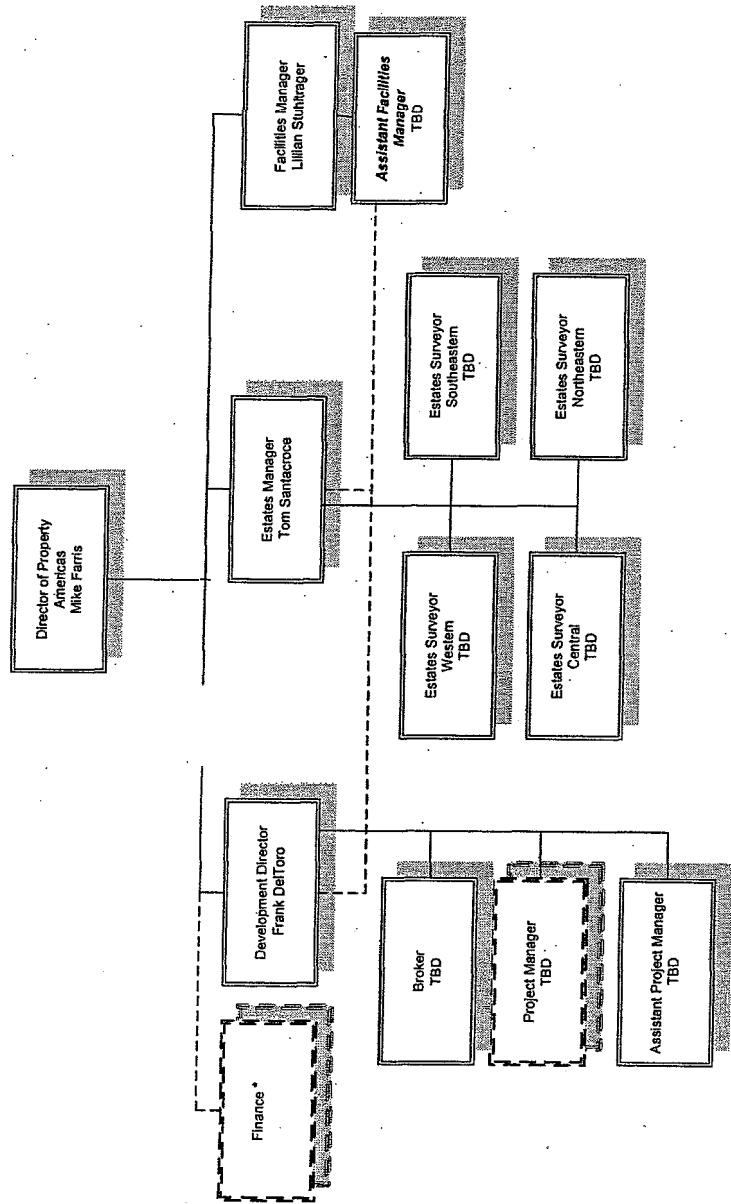 Director of Property
Americas
Mike Farris
Finance *
Development Director
Frank DelToro
Estates Manager
Tom Santacroce
Facilities Manager
Lillian Stuhltrager
Assistant Facilities
Manager
TBD
Broker
TBD
Project Manager
TBD
Assistant Project Manager
TBD
Estates Surveyor
Western
TBD
Estates Surveyor
Southeastern
TBD
Estates Surveyor
Central
TBD
Estates Surveyor
Northeastern
TBD